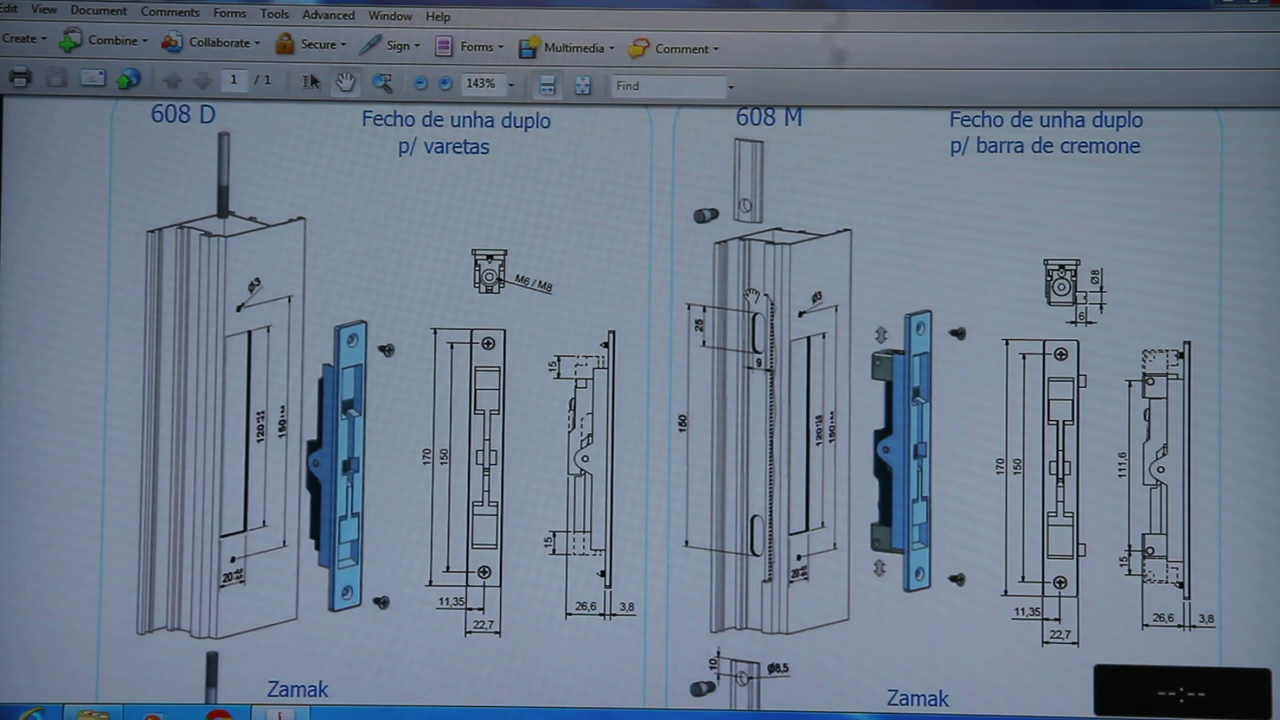 Edit View Document Comments Forms Tools Advanced Window Help
Create Combine Collaborate Secure Sign Forms Multimedia Comment
1 / 1 143% Find
608 D
Fecho de unha duplo
p/ varetas
608 M
Fecho de unha duplo
p/ barra de cremone
Ø3
M6 / M8
170
150
15
15
11,35
22,7
26,6
3,8
Zamak
25
9
150
Ø3
Ø8
6
170
150
111,6
15
11,35
22,7
26,6
3,8
10
Ø8,5
Zamak
--:--